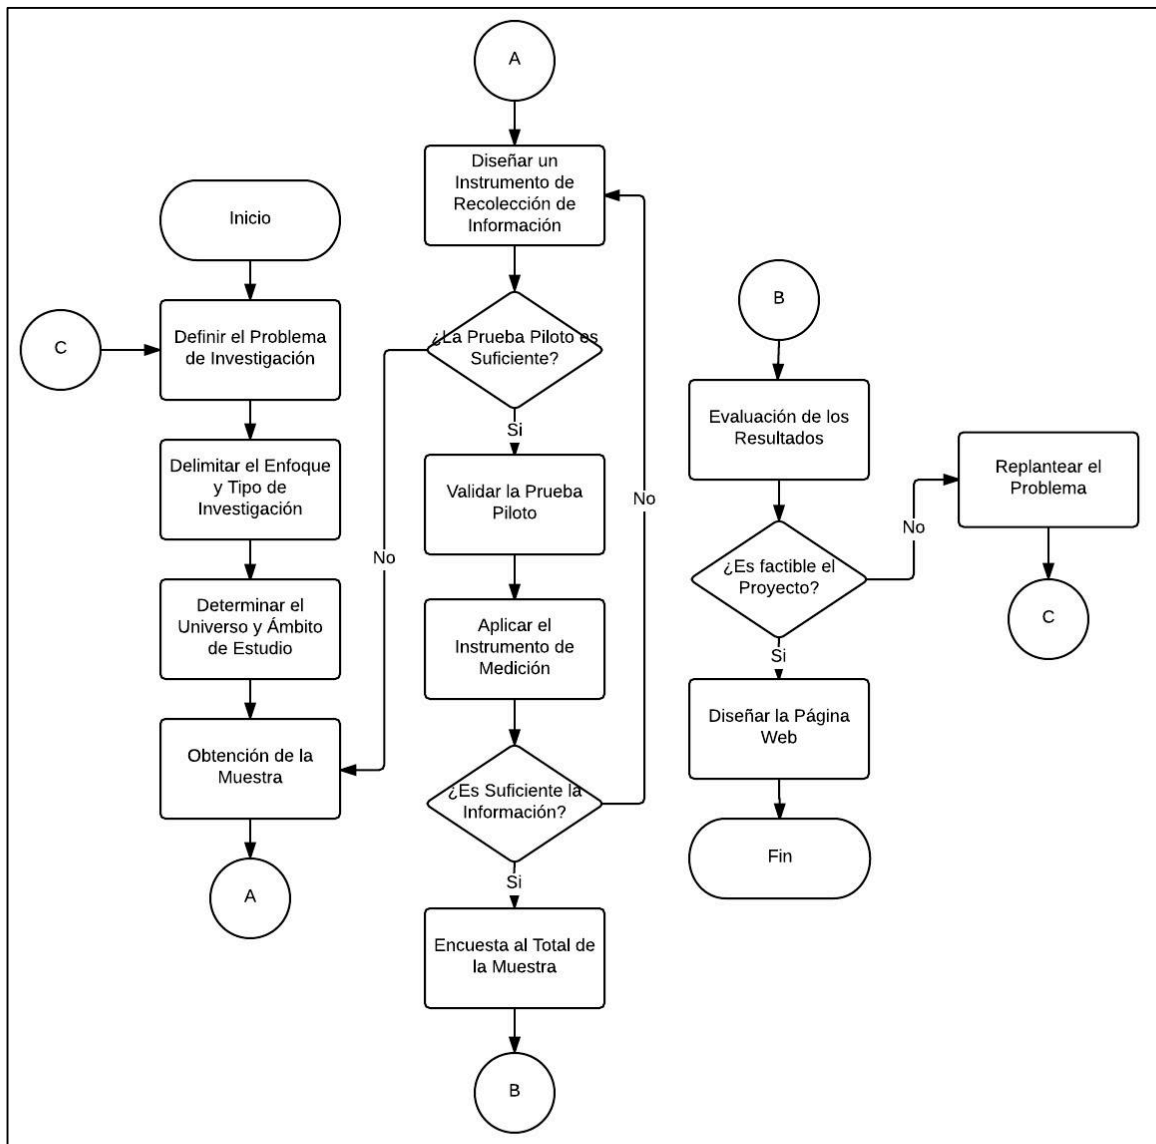 Inicio
C
Definir el Problema
de Investigación
Delimitar el Enfoque
y Tipo de
Investigación
Determinar el
Universo y Ámbito
de Estudio
Obtención de la
Muestra
A
A
Diseñar un
Instrumento de
Recolección de
Información
¿La Prueba Piloto es
Suficiente?
No
Si
Validar la Prueba
Piloto
Aplicar el
Instrumento de
Medición
¿Es Suficiente la
Información?
No
Si
Encuesta al Total de
la Muestra
B
B
Evaluación de los
Resultados
¿Es factible el
Proyecto?
No
Replantear el
Problema
C
Si
Diseñar la Página
Web
Fin